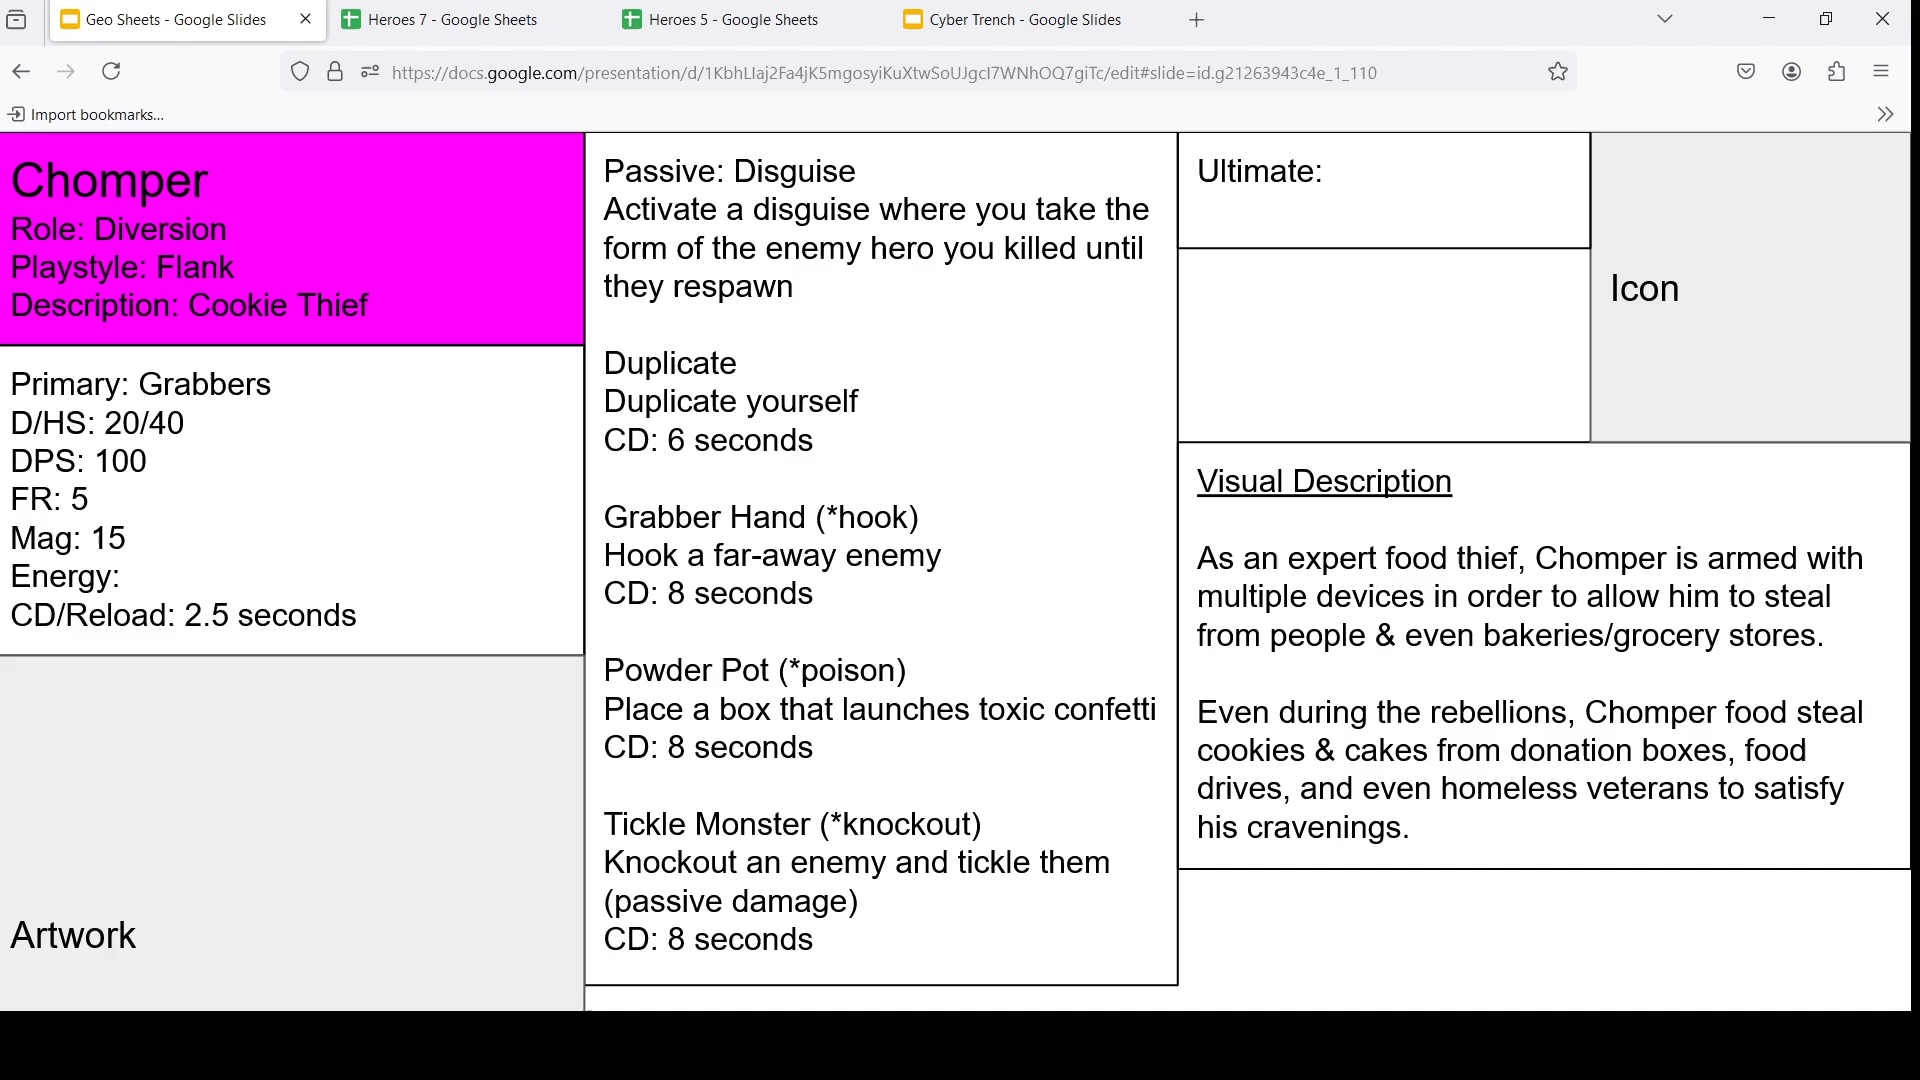 Geo Sheets - Google Slides
Heroes 7 - Google Sheets
Heroes 5 - Google Sheets
Cyber Trench - Google Slides
https://docs.google.com/presentation/d/1KbhLIaj2Fa4jK5mgosyiKuXtwSoUJgcI7WNhOQ7giTc/edit#slide=id.g21263943c4e_1_110
Import bookmarks...
Chomper
Role: Diversion
Playstyle: Flank
Description: Cookie Thief
Primary: Grabbers
D/HS: 20/40
DPS: 100
FR: 5
Mag: 15
Energy:
CD/Reload: 2.5 seconds
Artwork
Passive: Disguise
Activate a disguise where you take the
form of the enemy hero you killed until
they respawn
Duplicate
Duplicate yourself
CD: 6 seconds
Grabber Hand (*hook)
Hook a far-away enemy
CD: 8 seconds
Powder Pot (*poison)
Place a box that launches toxic confetti
CD: 8 seconds
Tickle Monster (*knockout)
Knockout an enemy and tickle them
(passive damage)
CD: 8 seconds
Ultimate:
Icon
Visual Description
As an expert food thief, Chomper is armed with
multiple devices in order to allow him to steal
from people & even bakeries/grocery stores.
Even during the rebellions, Chomper food steal
cookies & cakes from donation boxes, food
drives, and even homeless veterans to satisfy
his cravenings.